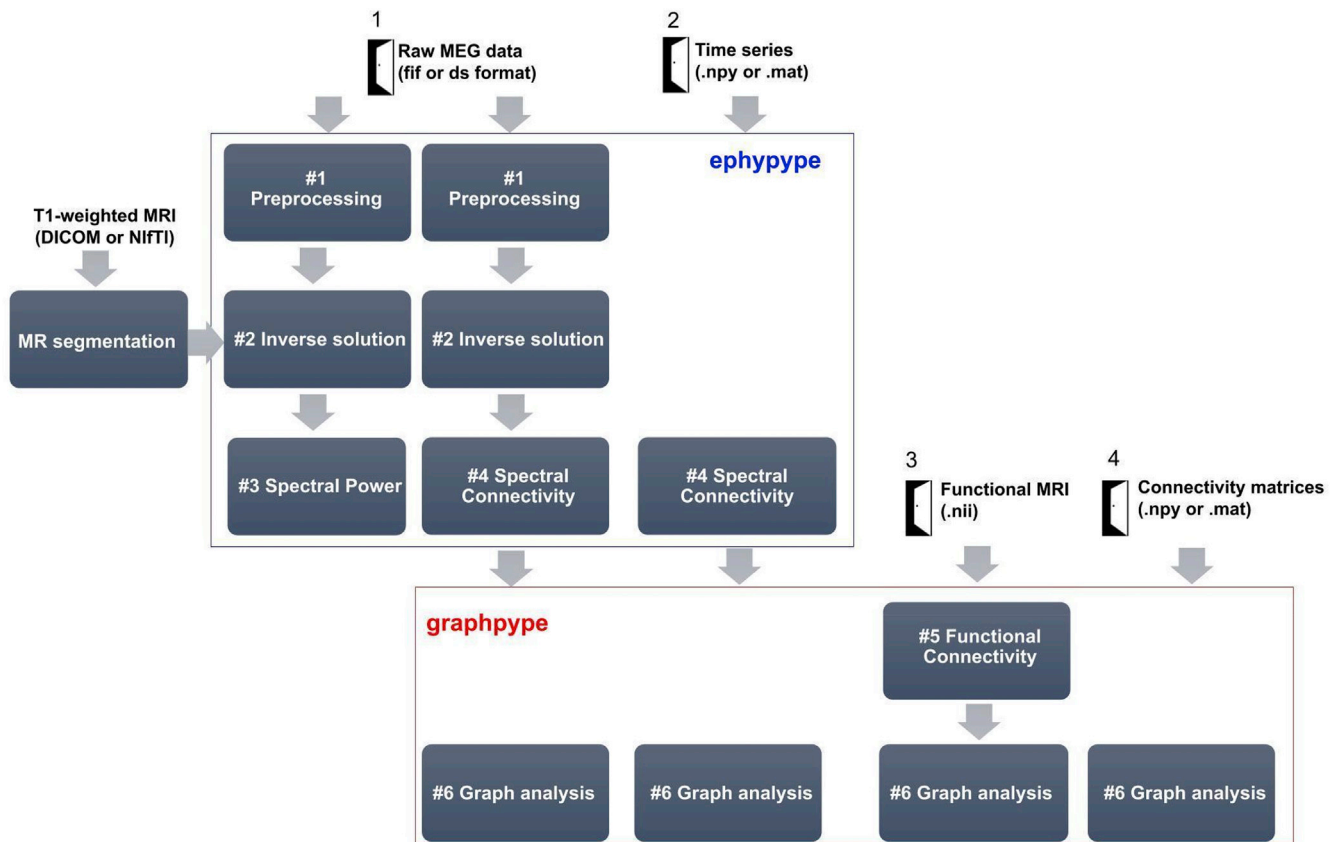 1
Raw MEG data
(fif or ds format)
2
Time series
(.npy or .mat)
ephypype
#1
Preprocessing
#1
Preprocessing
T1-weighted MRI
(DICOM or NIfTI)
MR segmentation
#2 Inverse solution
#2 Inverse solution
#3 Spectral Power
#4 Spectral
Connectivity
#4 Spectral
Connectivity
3
Functional MRI
(.nii)
4
Connectivity matrices
(.npy or .mat)
graphpype
#5 Functional
Connectivity
#6 Graph analysis
#6 Graph analysis
#6 Graph analysis
#6 Graph analysis